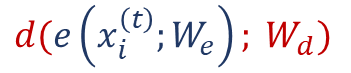 d(e(x_i^{(t)}; W_e) ; W_d)